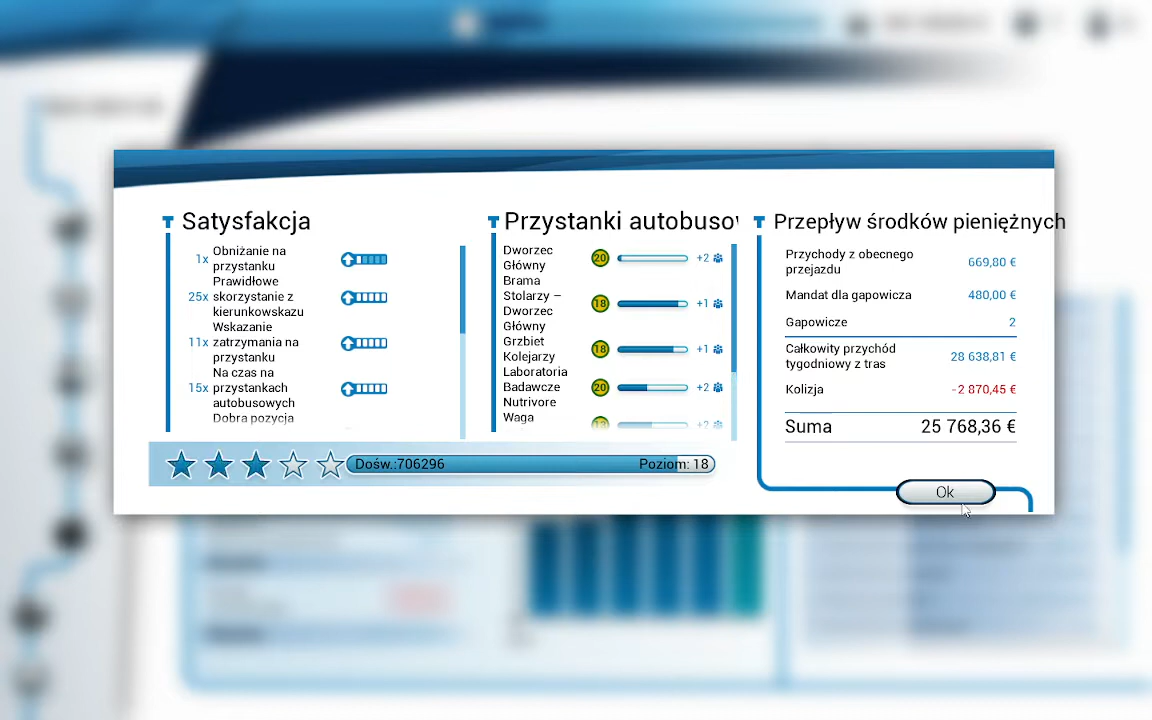 Satysfakcja
1x
Obniżanie na
przystanku
25x
Prawidłowe
skorzystanie z
kierunkowskazu
11x
Wskazanie
zatrzymania na
przystanku
15x
Na czas na
przystankach
autobusowych
Dobra pozycja
Przystanki autobusow
Dworzec
Główny
20
+2
Brama
Stolarzy –
Dworzec
Główny
18
+1
Grzbiet
Kolejarzy
18
+1
Laboratoria
Badawcze
Nutrivore
20
+2
Waga
+2
Przepływ środków pieniężnych
Przychody z obecnego
przejazdu
669,80 €
Mandat dla gapowicza 480,00 €
Gapowicze 2
Całkowity przychód
tygodniowy z tras
28 638,81 €
Kolizja -2 870,45 €
Suma 25 768,36 €
Dośw.:706296 Poziom: 18
Ok